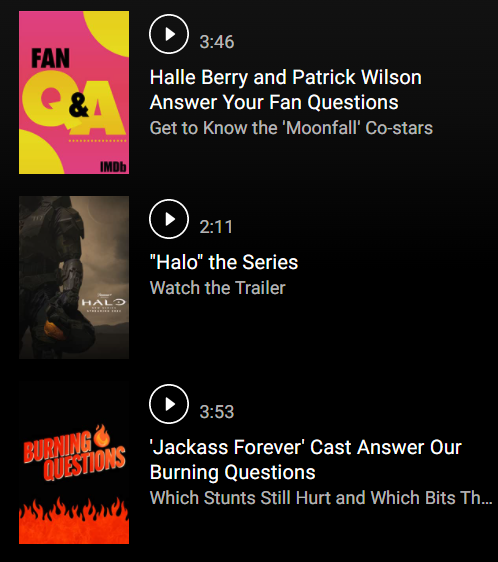 FAN
Q&A
IMDb
3:46
Halle Berry and Patrick Wilson
Answer Your Fan Questions
Get to Know the 'Moonfall' Co-stars
HALO
2:11
"Halo" the Series
Watch the Trailer
BURNING
QUESTIONS
3:53
'Jackass Forever' Cast Answer Our
Burning Questions
Which Stunts Still Hurt and Which Bits Th...